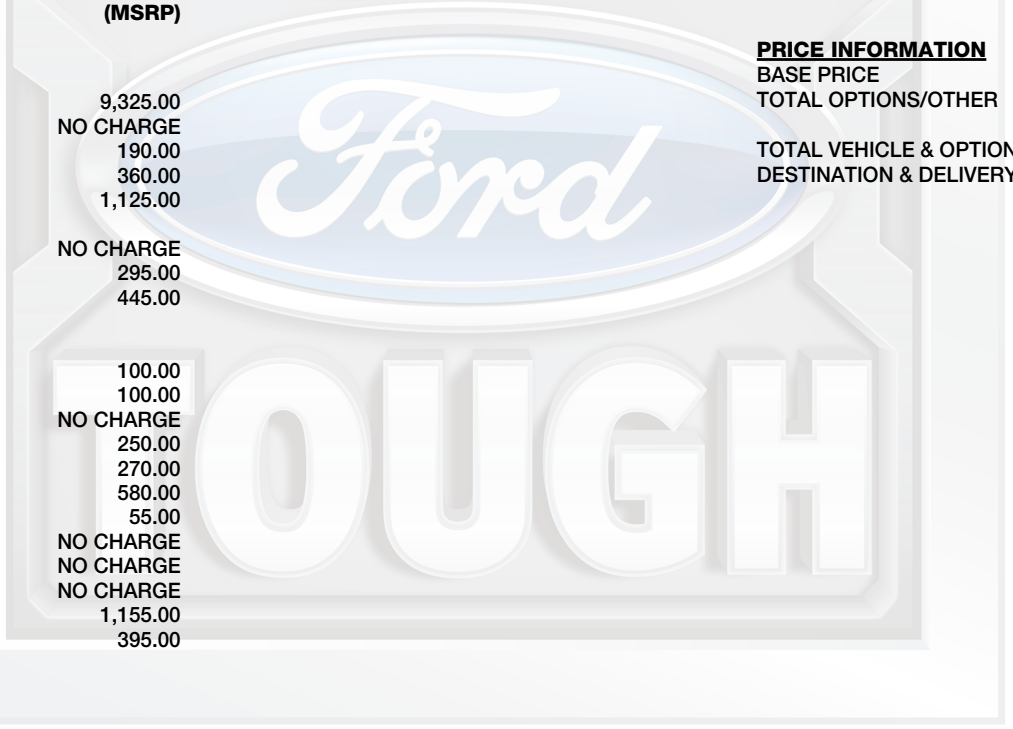 (MSRP)
9,325.00
NO CHARGE
190.00
360.00
1,125.00
NO CHARGE
295.00
445.00
100.00
100.00
NO CHARGE
250.00
270.00
580.00
55.00
NO CHARGE
NO CHARGE
NO CHARGE
1,155.00
395.00
PRICE INFORMATION
BASE PRICE
TOTAL OPTIONS/OTHER
TOTAL VEHICLE & OPTION
DESTINATION & DELIVERY
Ford
TOUGH